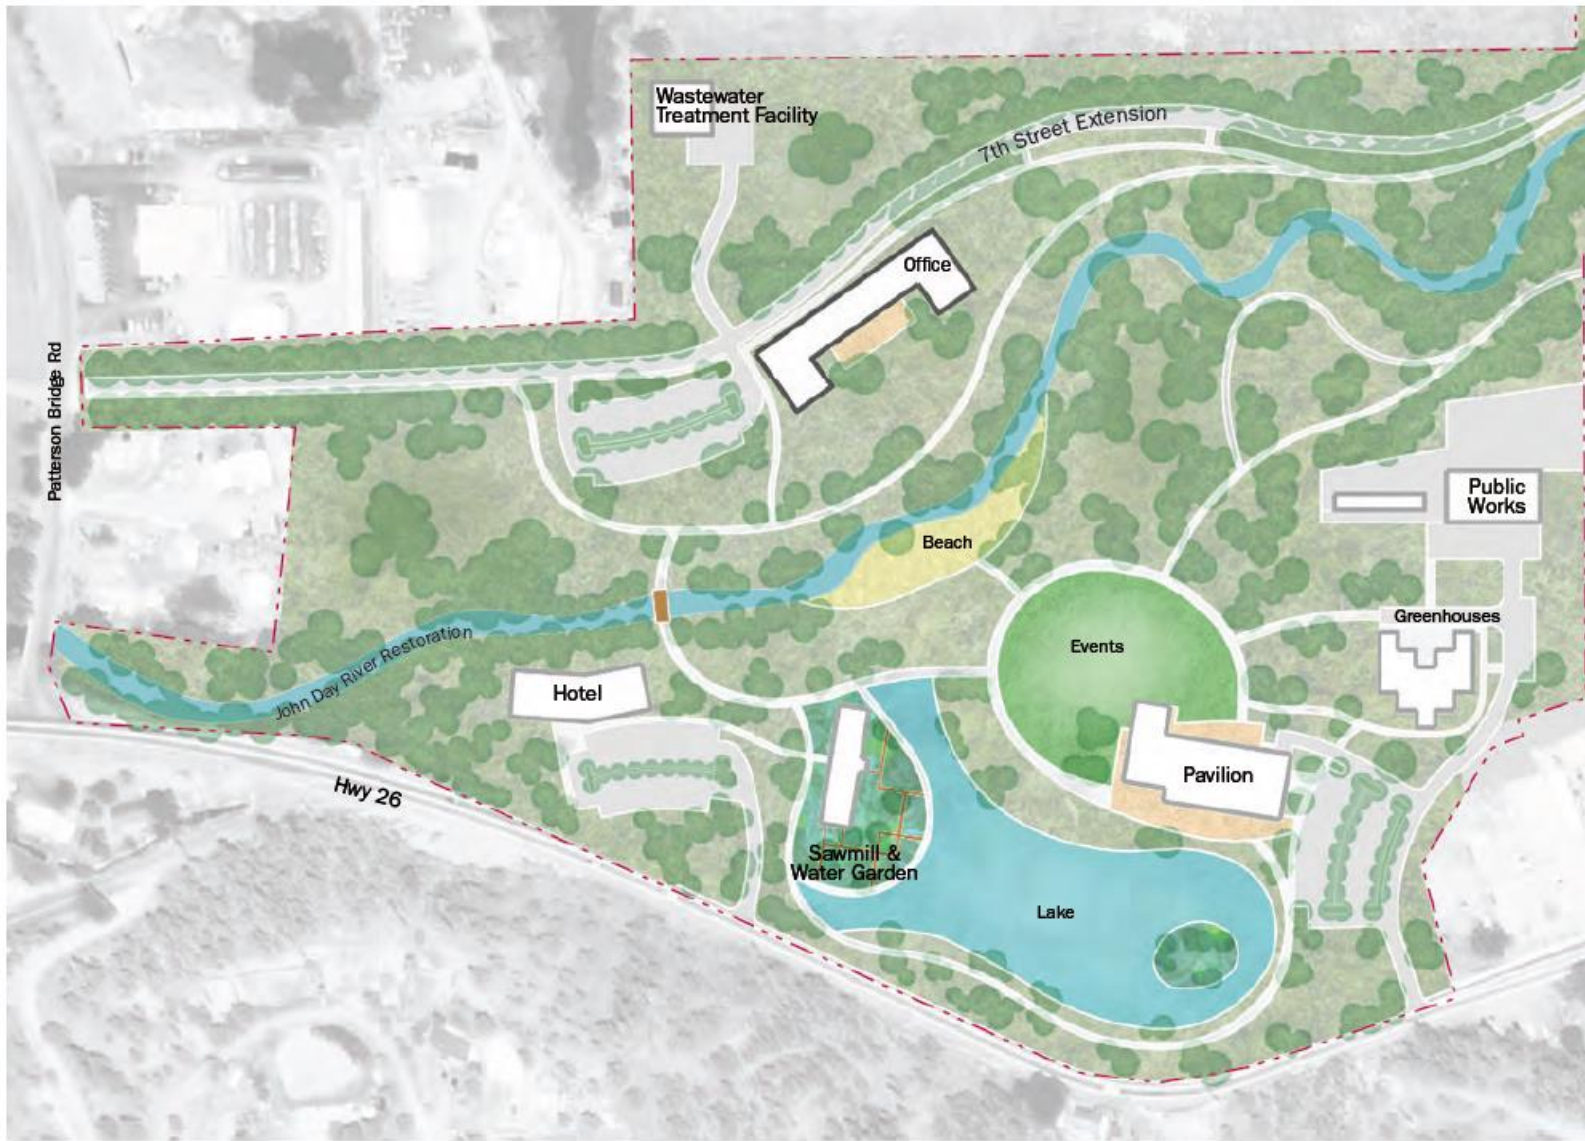 Wastewater
Treatment Facility
7th Street Extension
Office
Patterson Bridge Rd
Public
Works
Beach
Greenhouses
Events
John Day River Restoration
Hotel
Pavilion
Hwy 26
Sawmill &
Water Garden
Lake